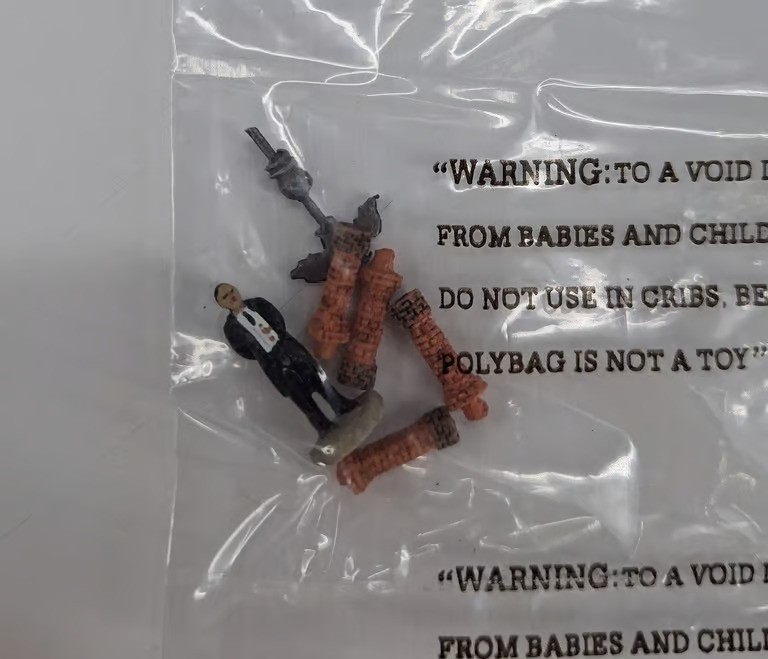 “WARNING:TO A VOID
FROM BABIES AND CHILD
DO NOT USE IN CRIBS, BE
POLYBAG IS NOT A TOY”
“WARNING:TO A VOID
FROM BABIES AND CHIL